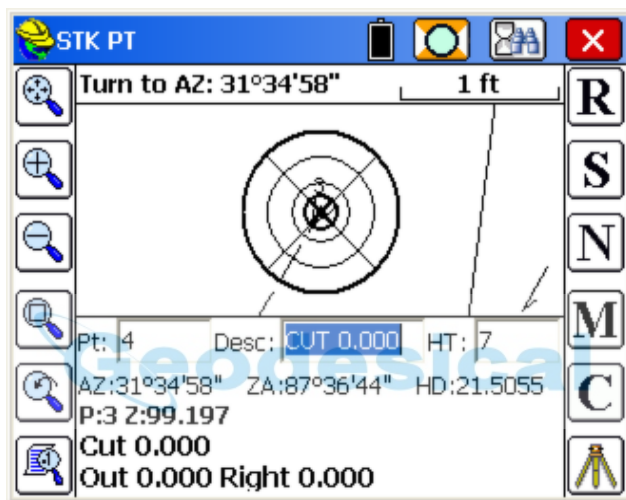 STK PT
Turn to AZ: 31°34'58" 1 ft
R
S
3
N
Pt: 4 Desc: CUT 0.000 HT: 7
M
Geodesical
AZ:31°34'58" ZA:87°36'44" HD:21.5055
C
P:3 Z:99.197
Cut 0.000
Out 0.000 Right 0.000